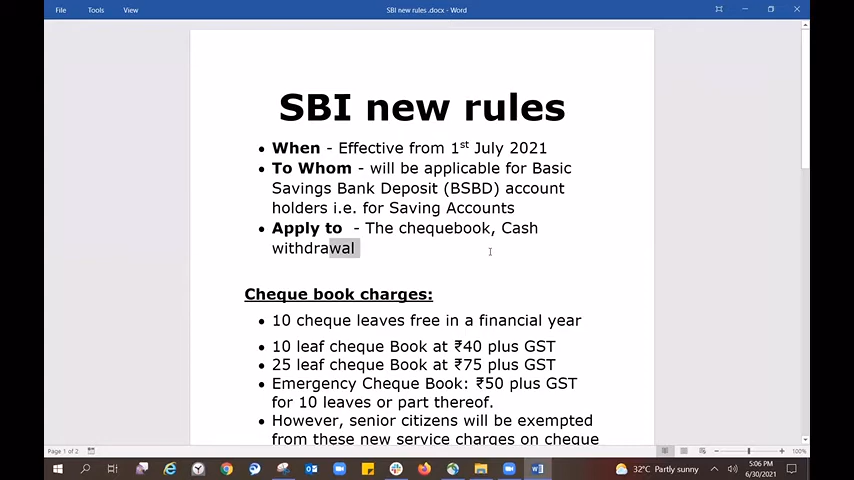 File Tools View SBI new rules .docx - Word
SBI new rules
• When - Effective from 1st July 2021
• To Whom - will be applicable for Basic
Savings Bank Deposit (BSBD) account
holders i.e. for Saving Accounts
• Apply to - The chequebook, Cash
withdrawal
Cheque book charges:
• 10 cheque leaves free in a financial year
• 10 leaf cheque Book at ₹40 plus GST
• 25 leaf cheque Book at ₹75 plus GST
• Emergency Cheque Book: ₹50 plus GST
for 10 leaves or part thereof.
• However, senior citizens will be exempted
from these new service charges on cheque
Page 1 of 2 100%
32°C Partly sunny 5:06 PM
6/30/2021